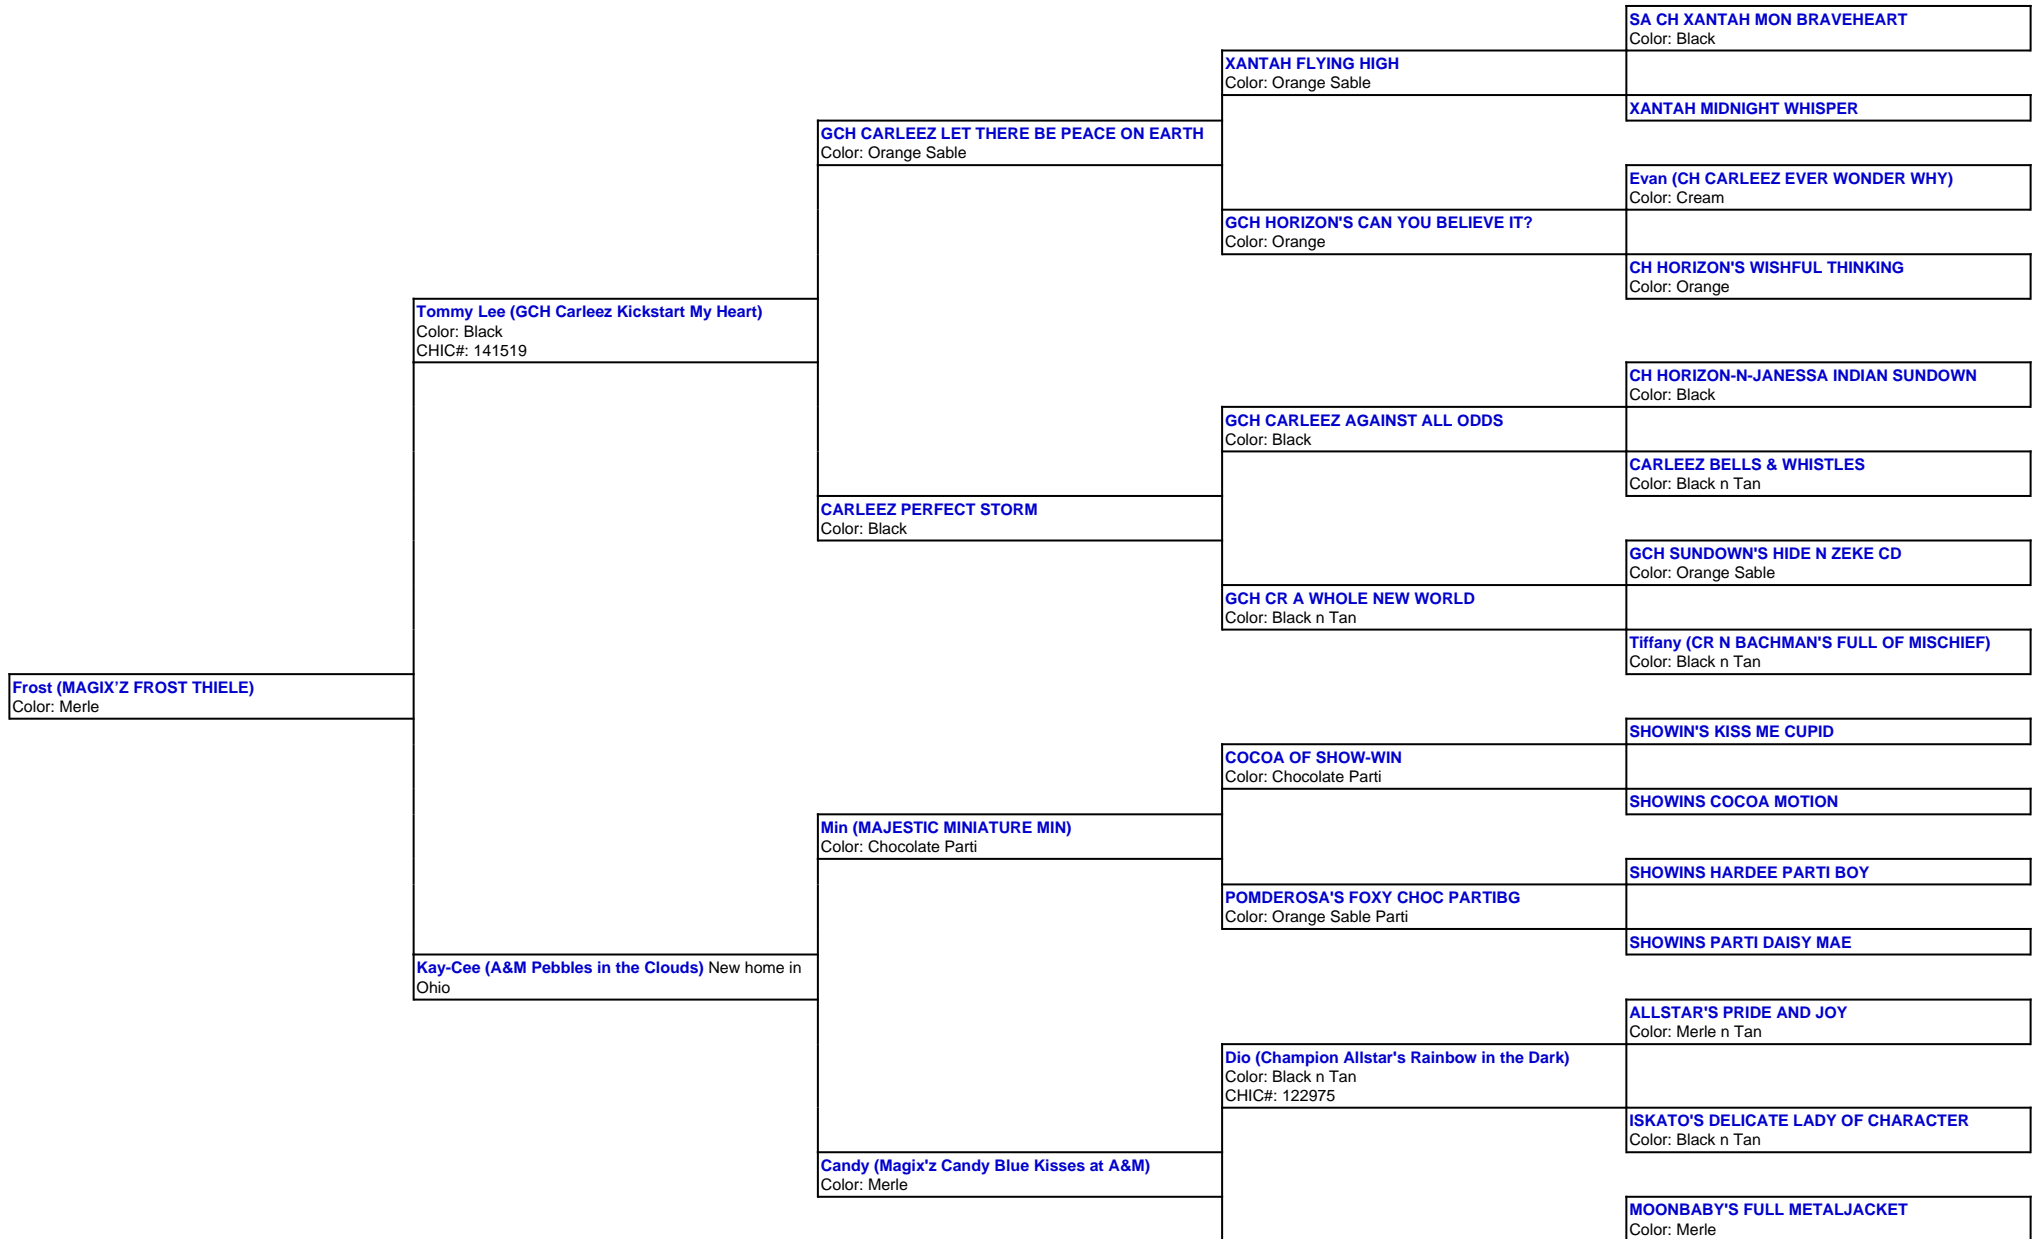 SA CH XANTAH MON BRAVEHEART
Color: Black
XANTAH FLYING HIGH
Color: Orange Sable
XANTAH MIDNIGHT WHISPER
GCH CARLEEZ LET THERE BE PEACE ON EARTH
Color: Orange Sable
Evan (CH CARLEEZ EVER WONDER WHY)
Color: Cream
GCH HORIZON'S CAN YOU BELIEVE IT?
Color: Orange
CH HORIZON'S WISHFUL THINKING
Color: Orange
Tommy Lee (GCH Carleez Kickstart My Heart)
Color: Black
CHIC#: 141519
CH HORIZON-N-JANESSA INDIAN SUNDOWN
Color: Black
GCH CARLEEZ AGAINST ALL ODDS
Color: Black
CARLEEZ BELLS & WHISTLES
Color: Black n Tan
CARLEEZ PERFECT STORM
Color: Black
GCH SUNDOWN'S HIDE N ZEKE CD
Color: Orange Sable
GCH CR A WHOLE NEW WORLD
Color: Black n Tan
Tiffany (CR N BACHMAN'S FULL OF MISCHIEF)
Color: Black n Tan
Frost (MAGIX’Z FROST THIELE)
Color: Merle
SHOWIN'S KISS ME CUPID
COCOA OF SHOW-WIN
Color: Chocolate Parti
SHOWINS COCOA MOTION
Min (MAJESTIC MINIATURE MIN)
Color: Chocolate Parti
SHOWINS HARDEE PARTI BOY
POMDEROSA'S FOXY CHOC PARTIBG
Color: Orange Sable Parti
SHOWINS PARTI DAISY MAE
Kay-Cee (A&M Pebbles in the Clouds) New home in
Ohio
ALLSTAR'S PRIDE AND JOY
Color: Merle n Tan
Dio (Champion Allstar's Rainbow in the Dark)
Color: Black n Tan
CHIC#: 122975
ISKATO'S DELICATE LADY OF CHARACTER
Color: Black n Tan
Candy (Magix'z Candy Blue Kisses at A&M)
Color: Merle
MOONBABY'S FULL METALJACKET
Color: Merle